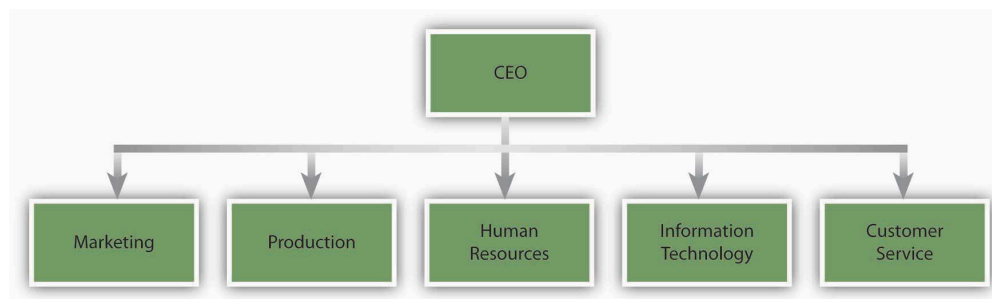 CEO
Marketing
Production
Human
Resources
Information
Technology
Customer
Service